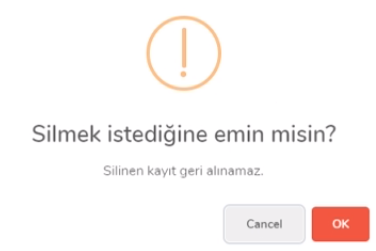 Silmek istediğine emin misin?
Silinen kayıt geri alınamaz.
Cancel
OK